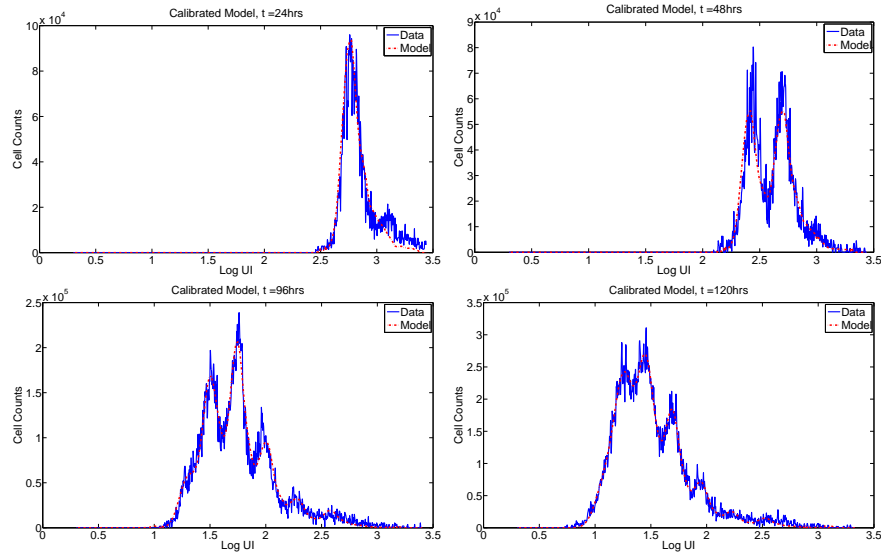 Calibrated Model, t =24hrs
x 10^4
10
8
6
4
2
0
Cell Counts
0 0.5 1 1.5 2 2.5 3 3.5
Log UI
Data
Model
Calibrated Model, t =48hrs
x 10^4
9
8
7
6
5
4
3
2
1
0
Cell Counts
0 0.5 1 1.5 2 2.5 3 3.5
Log UI
Data
Model
Calibrated Model, t =96hrs
x 10^5
2.5
2
1.5
1
0.5
0
Cell Counts
0 0.5 1 1.5 2 2.5 3 3.5
Log UI
Data
Model
Calibrated Model, t =120hrs
x 10^5
3.5
3
2.5
2
1.5
1
0.5
0
Cell Counts
0 0.5 1 1.5 2 2.5 3 3.5
Log UI
Data
Model